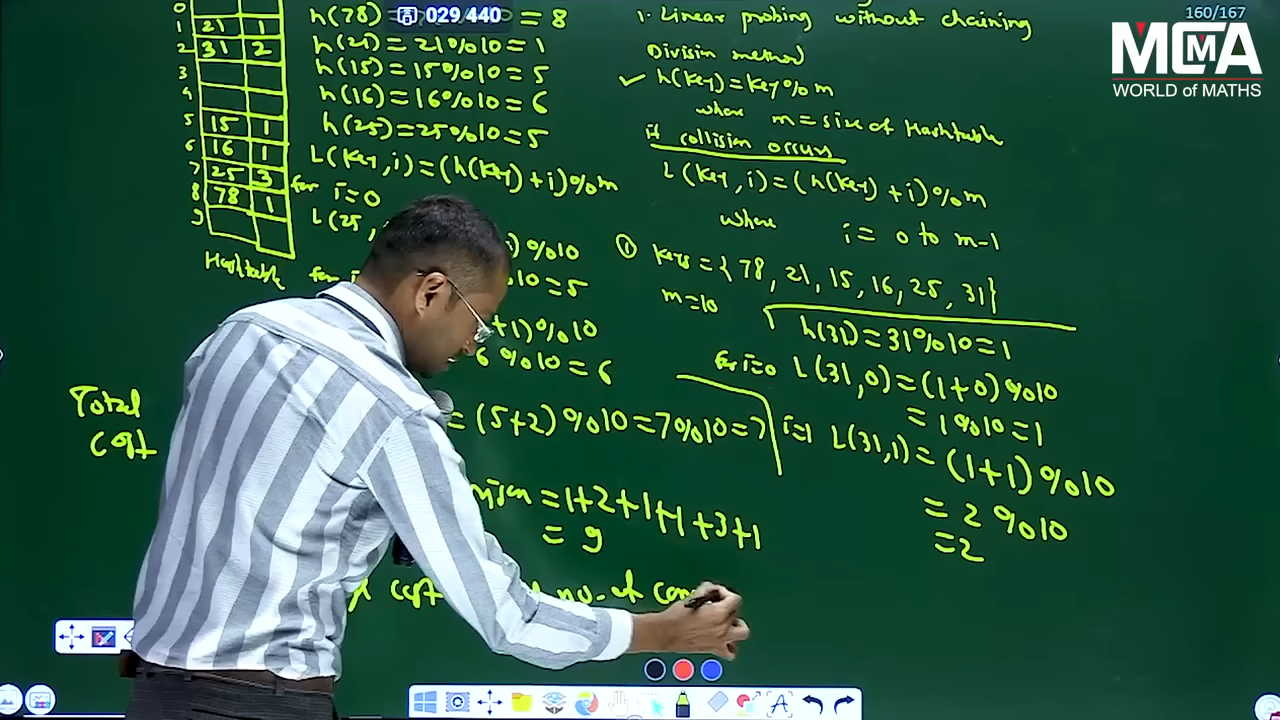 029 440
160/167
MCMA
WORLD of MATHS
0
1 21 1
2 31 2
3
4
5 15 1
6 16 1
7 25 3
8 78 1
9
Hashtable
h(78) = 8
h(21) = 21%10 = 1
h(15) = 15%10 = 5
h(16) = 16%10 = 6
h(25) = 25%10 = 5
L(key, i) = (h(key) + i)%m
for i=0
L(25,
)%10
10 = 5
+1)%10
6%10 = 6
= (5+2)%10 = 7%10 = 7
Total
cost
= 1+2+1+1+3+1
= 9
cost no. of com
1. Linear probing without chaining
Division method
✓ h(key) = key%m
where m = size of Hashtable
if collision occurs
L(key, i) = (h(key) + i)%m
where i = 0 to m-1
① keys = {78, 21, 15, 16, 25, 31}
m=10
h(31) = 31%10 = 1
for i=0 L(31, 0) = (1+0)%10
= 1%10 = 1
i=1 L(31,1) = (1+1)%10
= 2%10
= 2